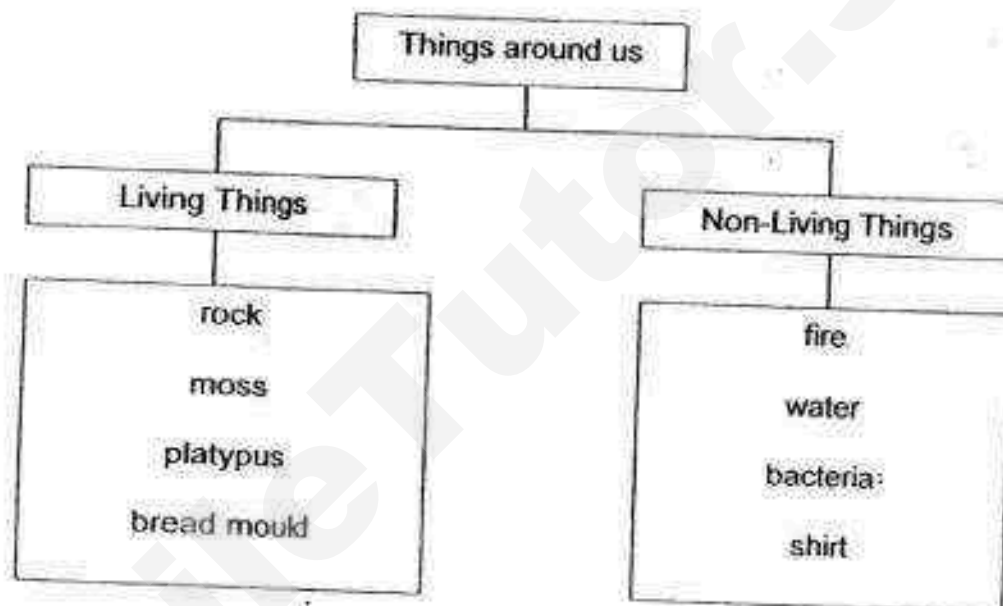 Things around us
Living Things
Non-Living Things
rock
moss
platypus
bread mould
fire
water
bacteria:
shirt